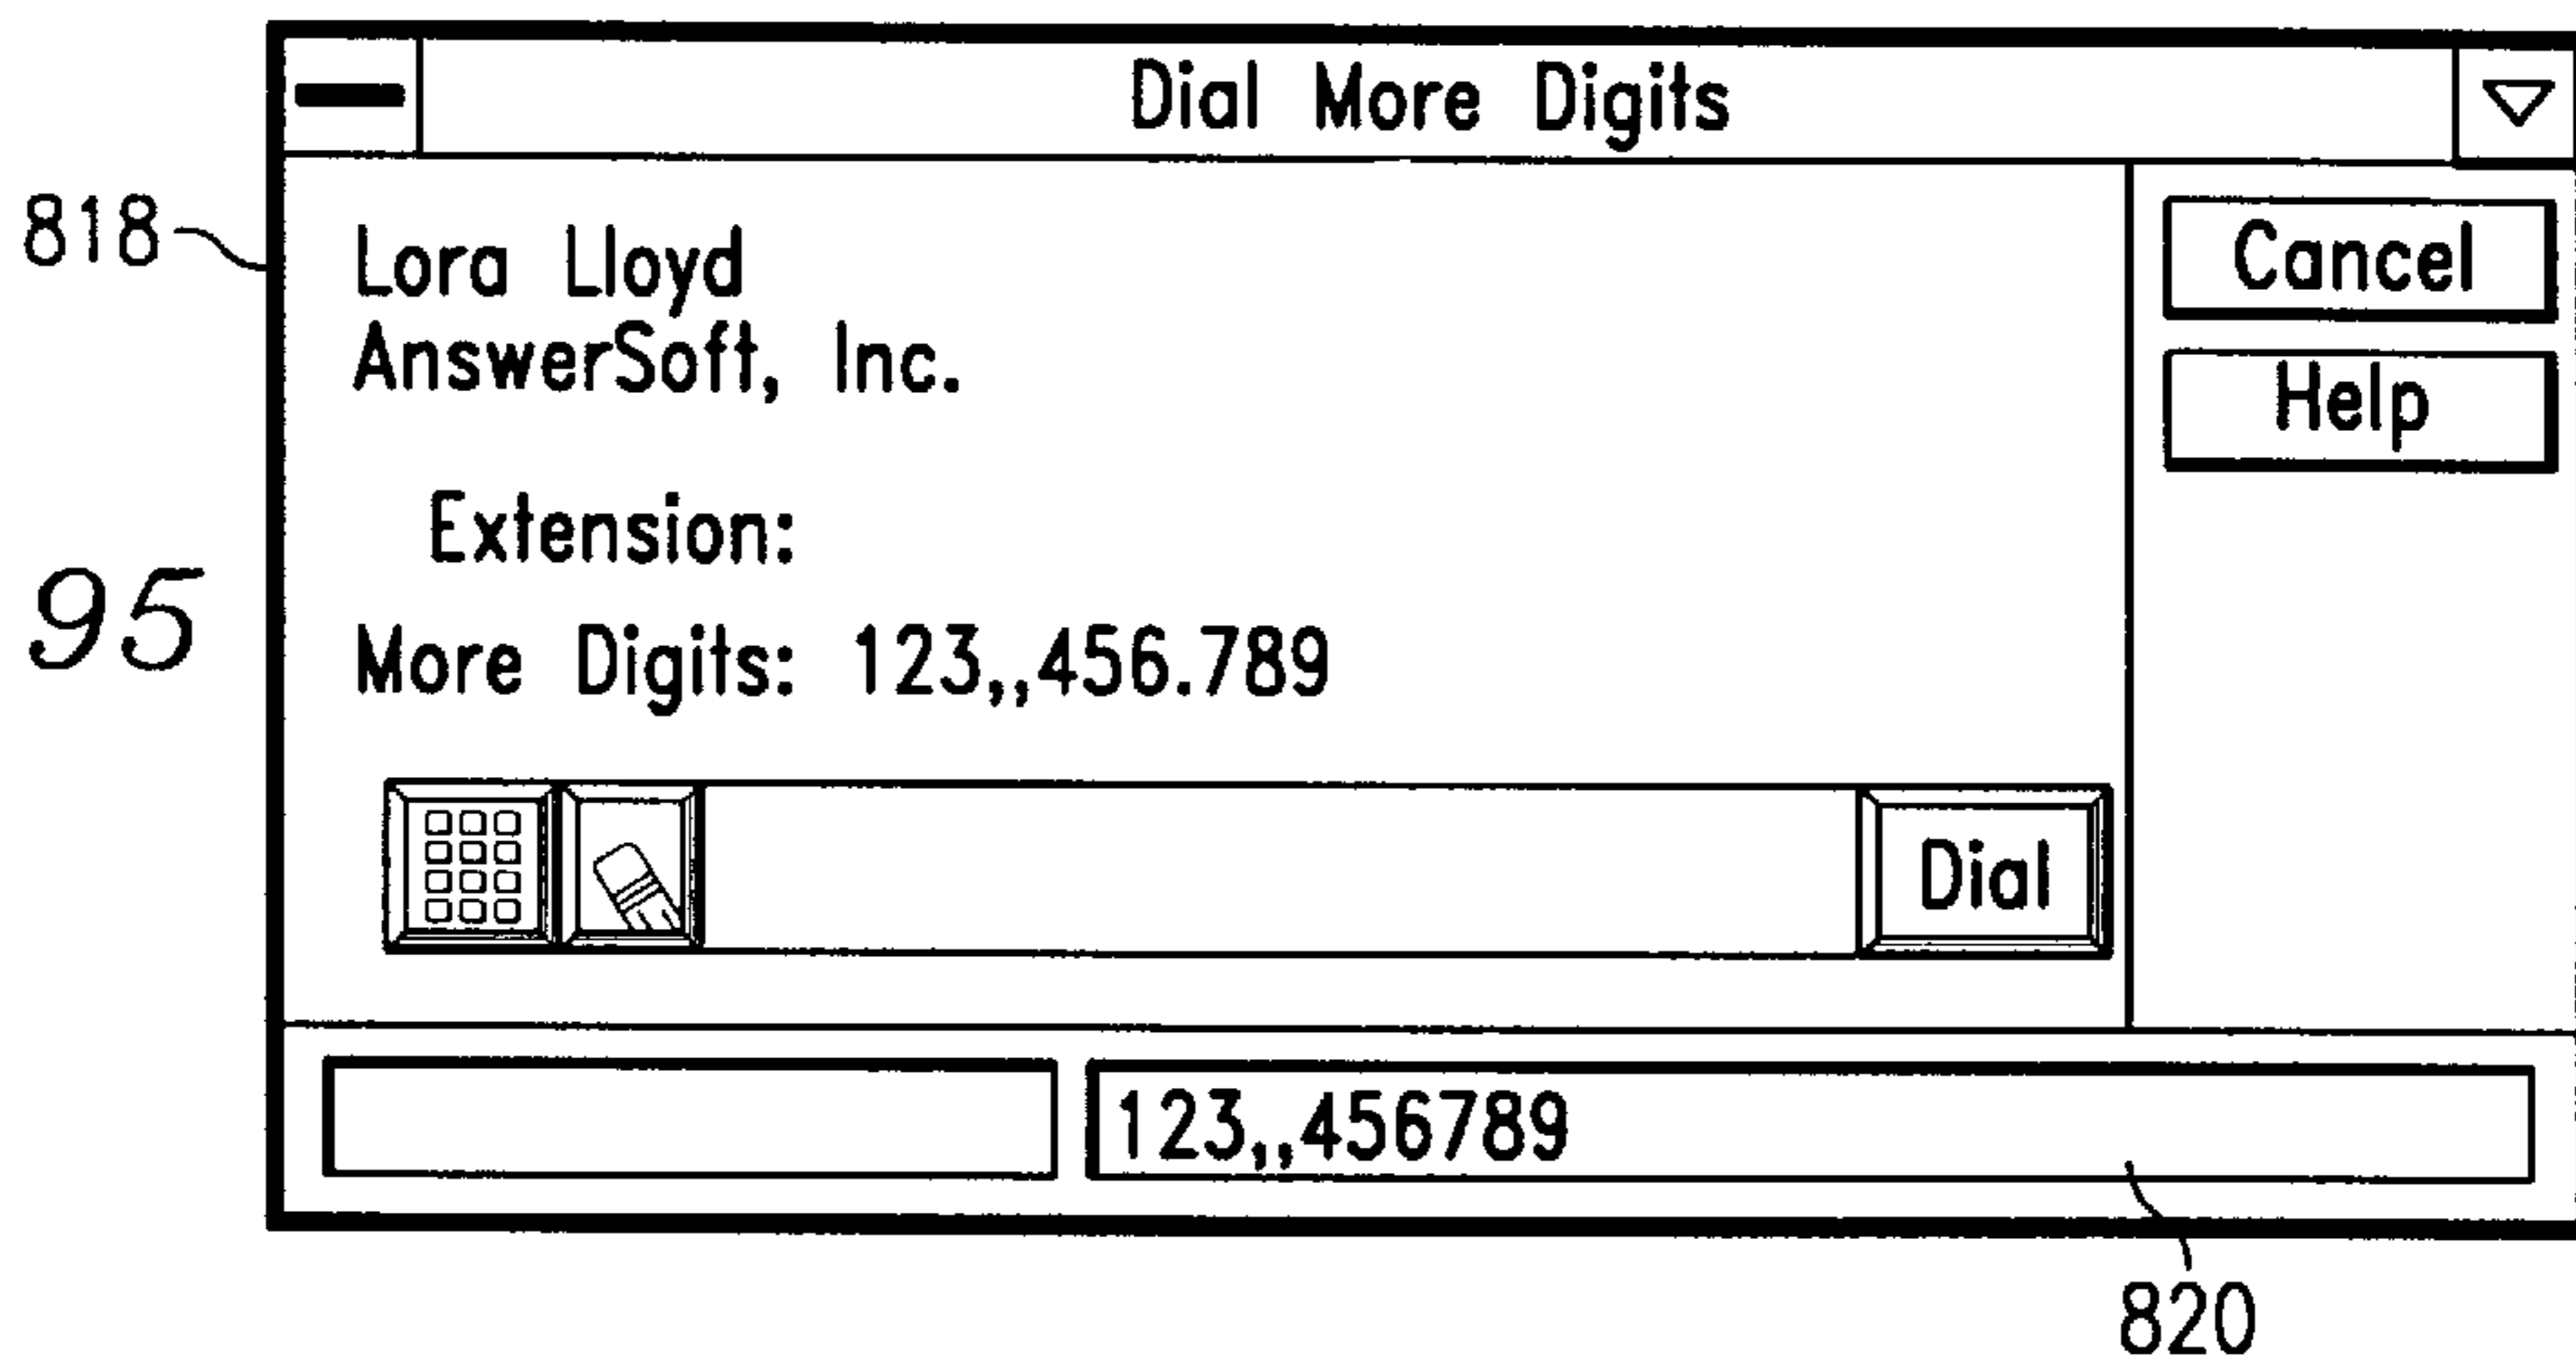 Dial More Digits
818
Lora Lloyd
Cancel
AnswerSoft, Inc.
Help
Extension:
95
More Digits: 123,,456.789
Dial
123,,456789
820